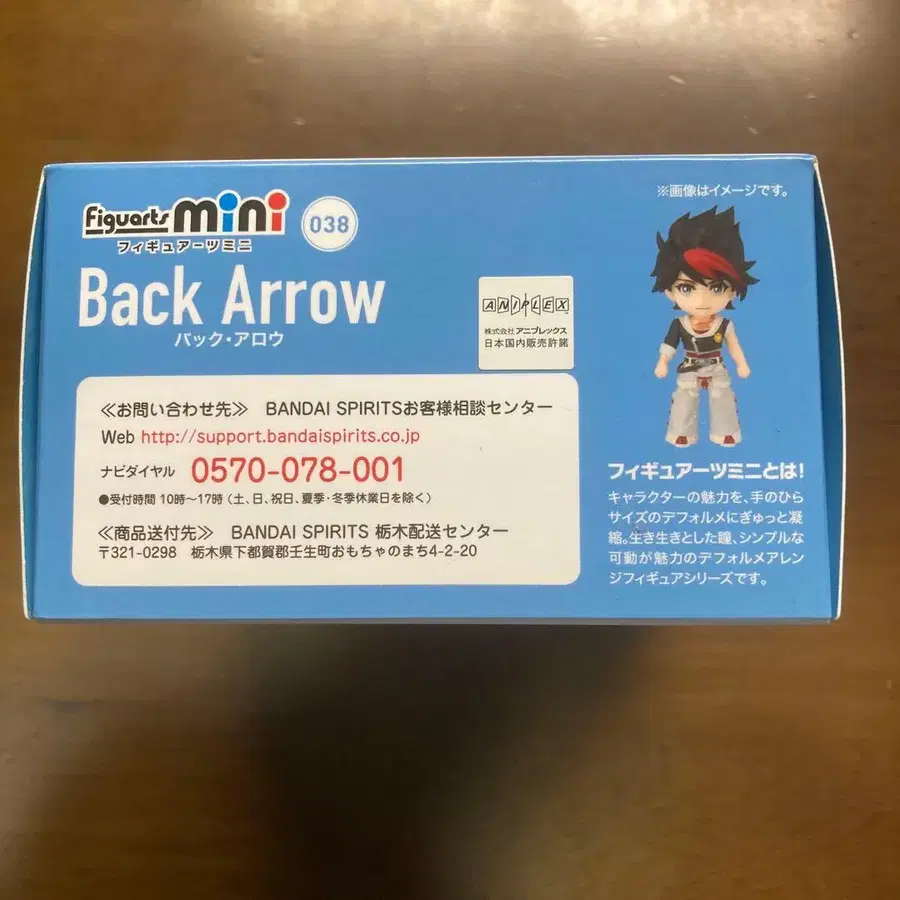 Figuarts mini
フィギュアーツミニ
038
Back Arrow
バック・アロウ
ANIPLEX
株式会社アニプレックス
日本国内販売許諾
※画像はイメージです。
≪お問い合わせ先≫ BANDAI SPIRITSお客様相談センター
Web http://support.bandaispirits.co.jp
ナビダイヤル 0570-078-001
●受付時間 10時～17時(土、日、祝日、夏季・冬季休業日を除く)
≪商品送付先≫ BANDAI SPIRITS 栃木配送センター
〒321-0298 栃木県下都賀郡壬生町おもちゃのまち4-2-20
フィギュアーツミニとは!
キャラクターの魅力を、手のひら
サイズのデフォルメにぎゅっと凝
縮。生き生きとした瞳、シンプルな
可動が魅力のデフォルメアレン
ジフィギュアシリーズです。